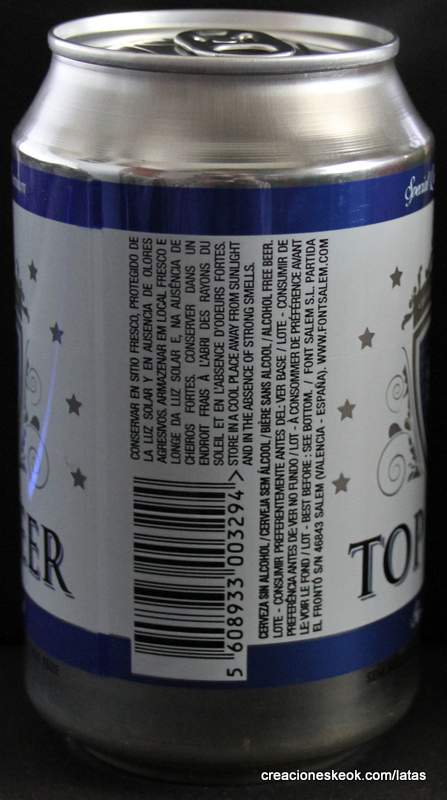 CONSERVAR EN SITIO FRESCO, PROTEGIDO DE
LA LUZ SOLAR Y EN AUSENCIA DE OLORES
AGRESIVOS. ARMAZENAR EM LOCAL FRESCO E
LONGE DA LUZ SOLAR E, NA AUSÊNCIA DE
CHEIROS FORTES. CONSERVER DANS UN
ENDROIT FRAIS À L'ABRI DES RAYONS DU
SOLEIL ET EN L'ABSENCE D'ODEURS FORTES.
STORE IN A COOL PLACE AWAY FROM SUNLIGHT
AND IN THE ABSENCE OF STRONG SMELLS.
5 608933 003294 >
CERVEZA SIN ALCOHOL / CERVEJA SEM ÁLCOOL / BIÈRE SANS ALCOOL / ALCOHOL FREE BEER.
LOTE - CONSUMIR PREFERENTEMENTE ANTES DEL: VER BASE / LOTE - CONSUMIR DE
PREFERÊNCIA ANTES DE: VER NO FUNDO / LOT - À CONSOMMER DE PRÉFÉRENCE AVANT
LE: VOIR LE FOND / LOT - BEST BEFORE : SEE BOTTOM. / FONT SALEM S.L. PARTIDA
EL FRONTÓ S/N 46843 SALEM (VALENCIA - ESPAÑA). WWW.FONTSALEM.COM
Special
EER
TOP
creacioneskeok.com/latas